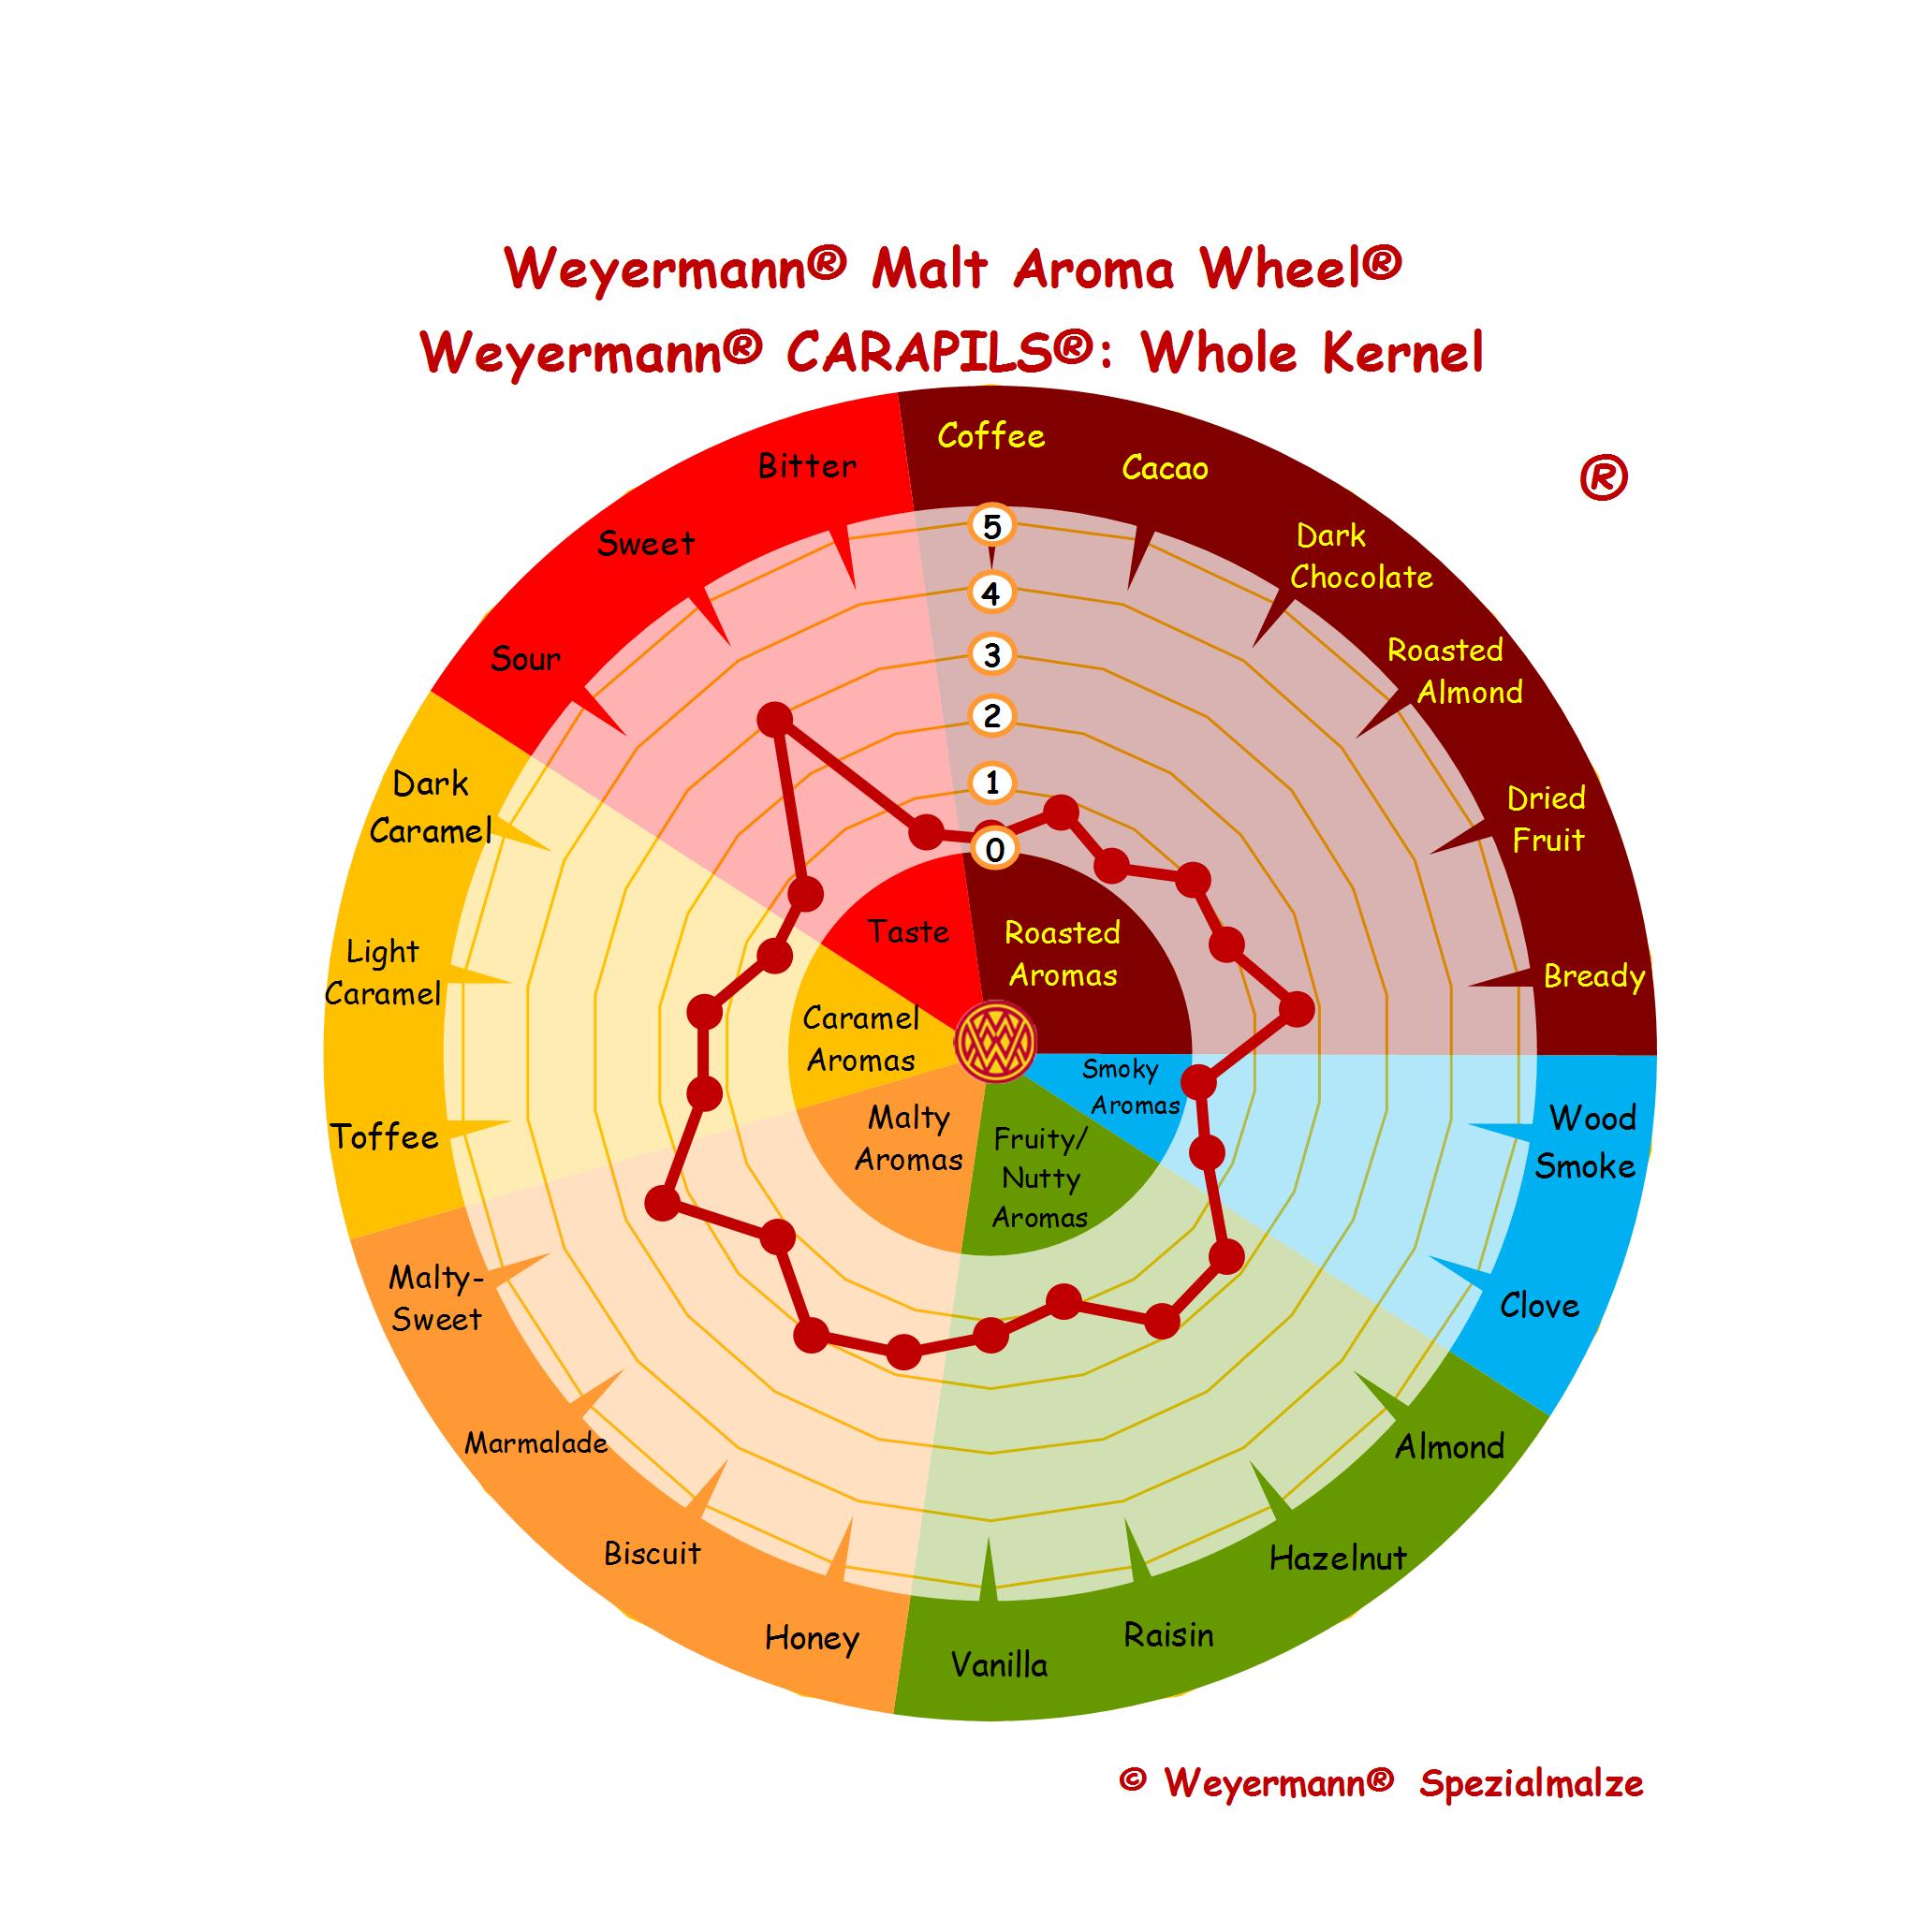 Weyermann® Malt Aroma Wheel®
Weyermann® CARAPILS®: Whole Kernel
®
Coffee
Cacao
Dark
Chocolate
Roasted
Almond
Dried
Fruit
Bready
Wood
Smoke
Clove
Almond
Hazelnut
Raisin
Vanilla
Honey
Biscuit
Marmalade
Malty-
Sweet
Toffee
Light
Caramel
Dark
Caramel
Sour
Sweet
Bitter
5
4
3
2
1
0
Taste
Roasted
Aromas
Caramel
Aromas
Smoky
Aromas
Malty
Aromas
Fruity/
Nutty
Aromas
© Weyermann® Spezialmalze